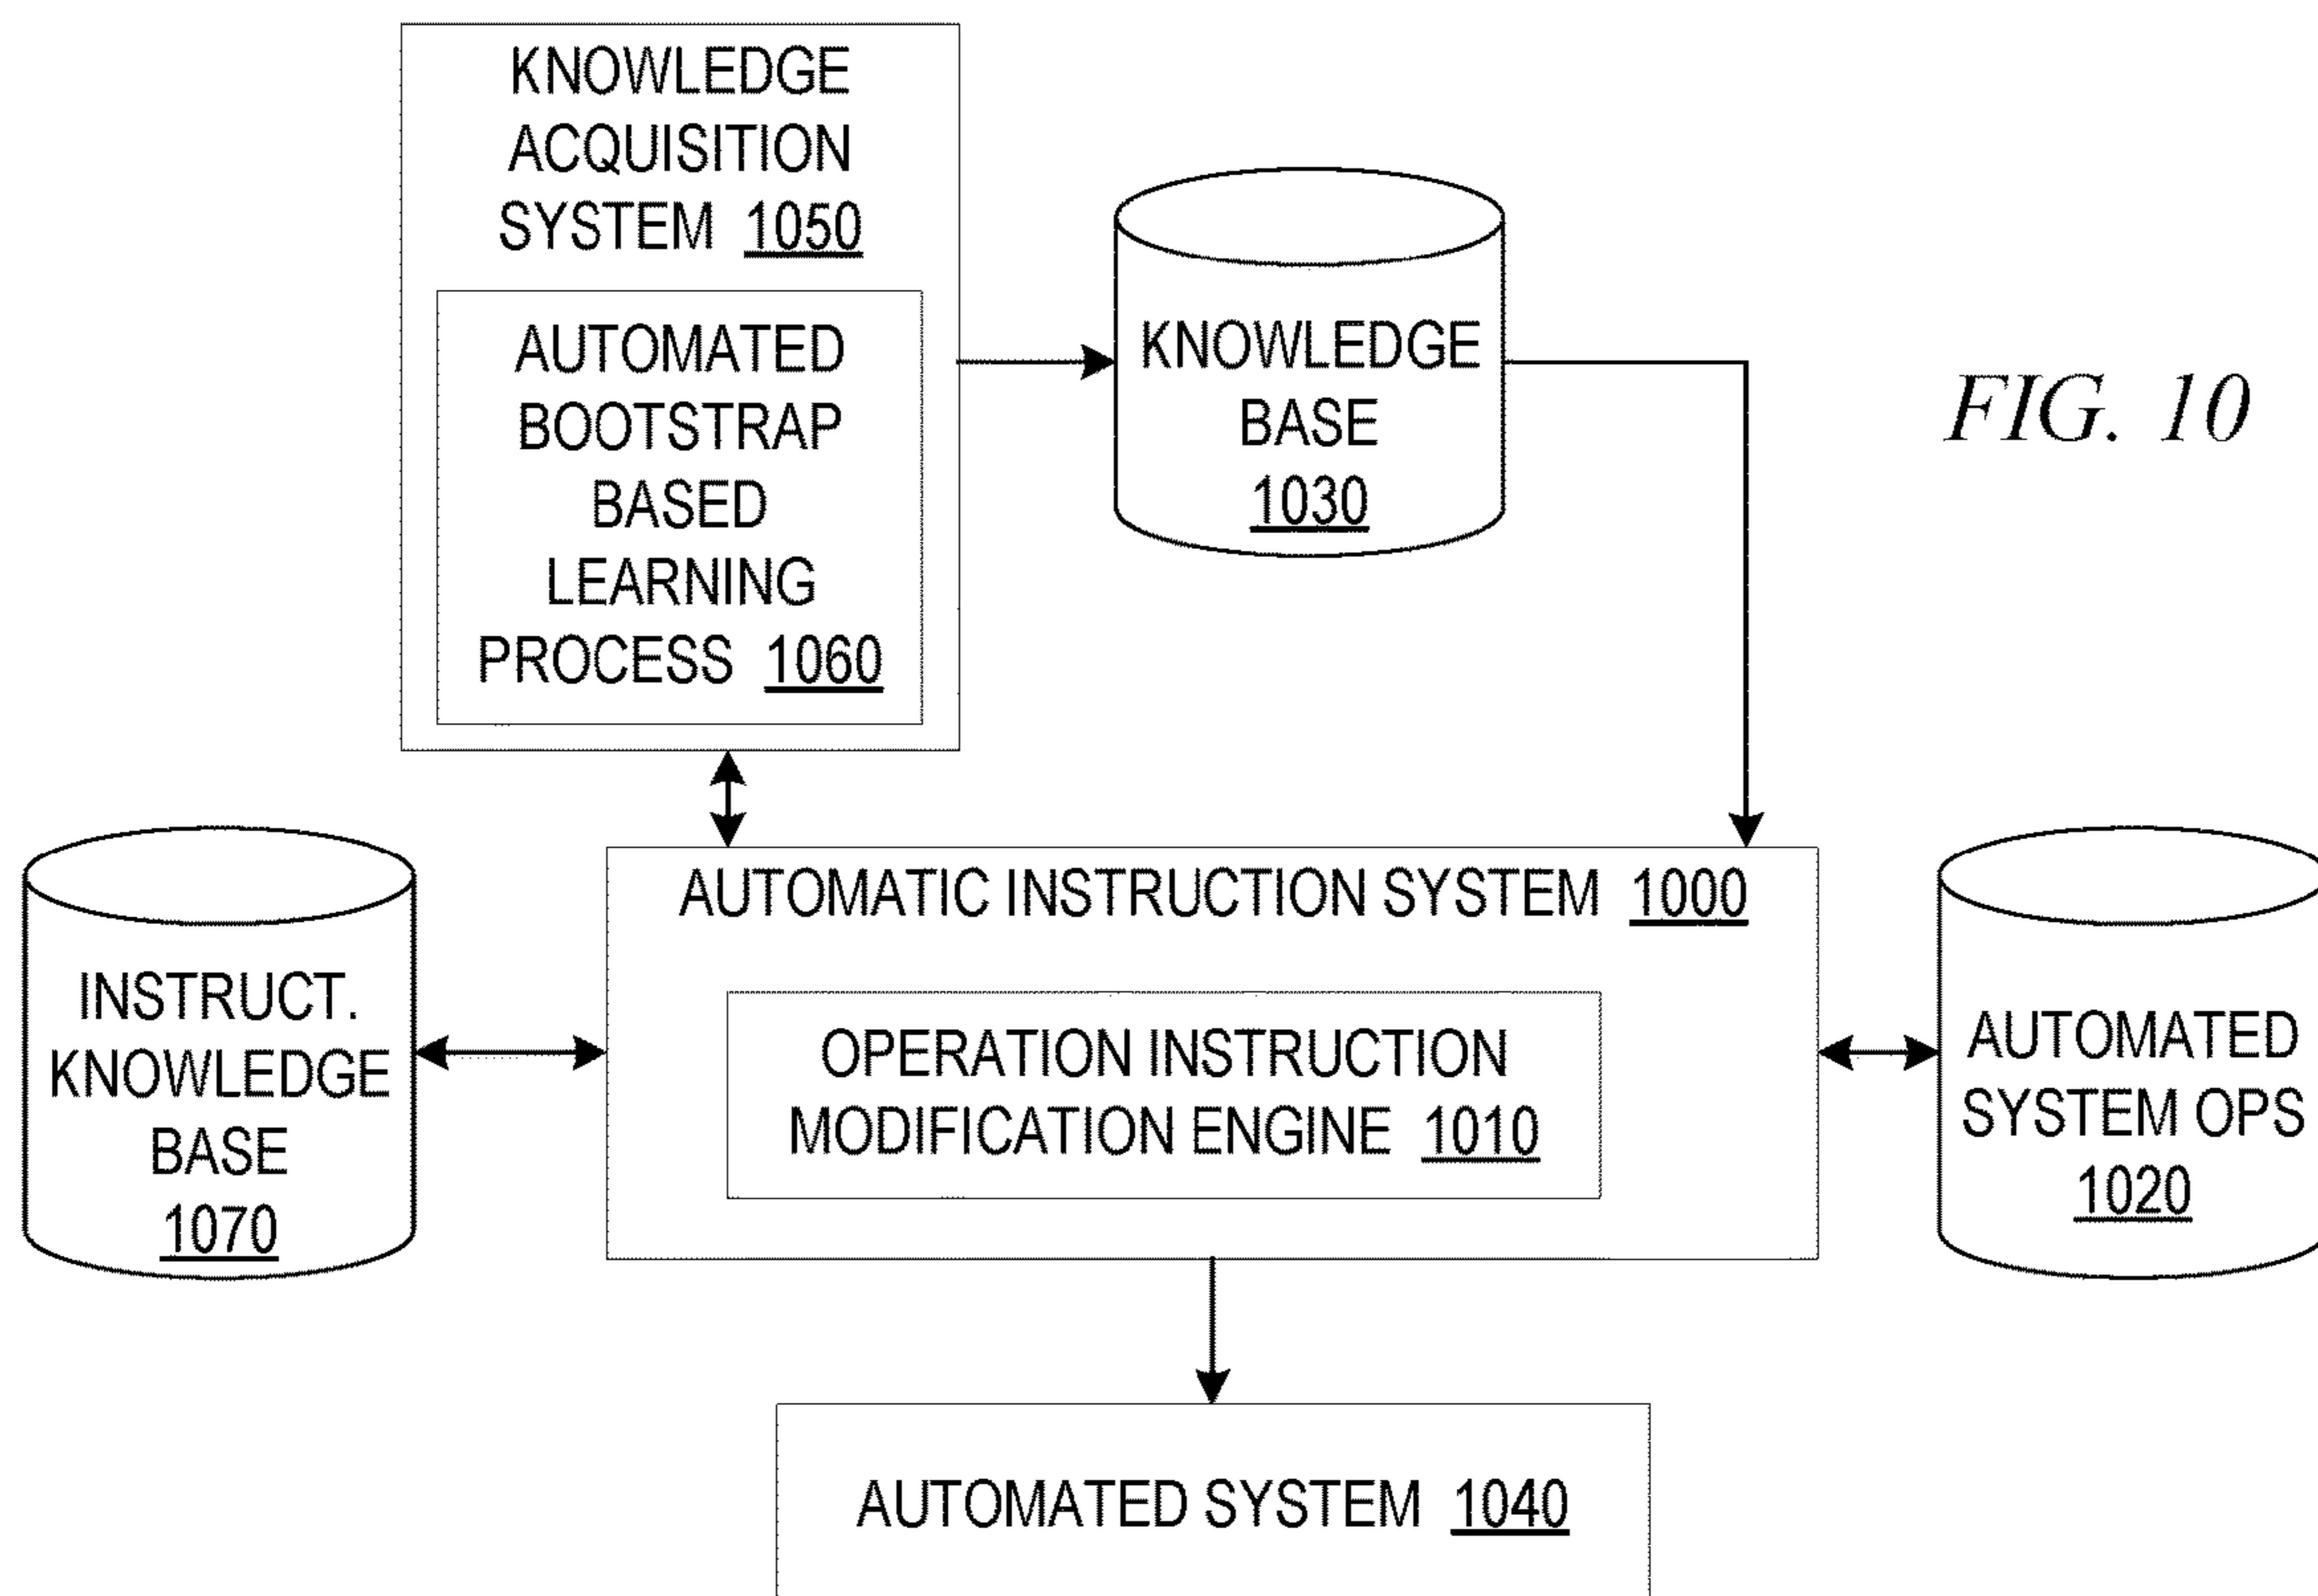 KNOWLEDGE
ACQUISITION
SYSTEM 1050
AUTOMATED
BOOTSTRAP
BASED
LEARNING
PROCESS 1060
KNOWLEDGE
BASE
1030
FIG. 10
AUTOMATIC INSTRUCTION SYSTEM 1000
OPERATION INSTRUCTION
MODIFICATION ENGINE 1010
INSTRUCT.
KNOWLEDGE
BASE
1070
AUTOMATED
SYSTEM OPS
1020
AUTOMATED SYSTEM 1040